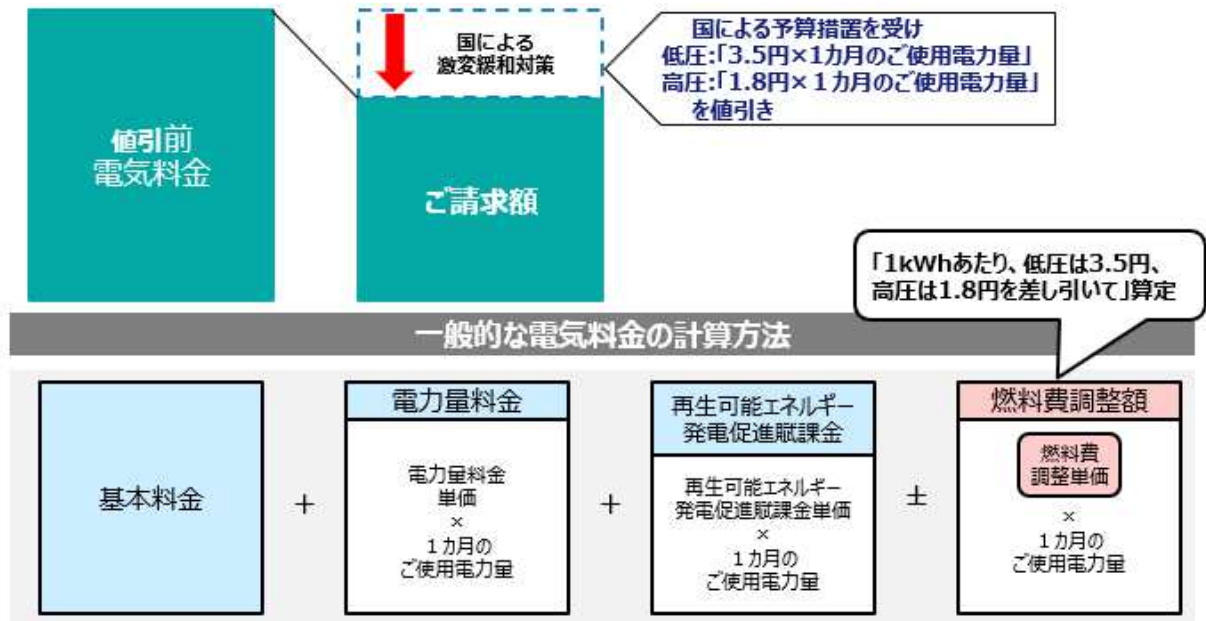 値引前
電気料金
国による
激変緩和対策
ご請求額
国による予算措置を受け
低圧:「3.5円×1カ月のご使用電力量」
高圧:「1.8円×1カ月のご使用電力量」
を値引き
「1kWhあたり、低圧は3.5円、
高圧は1.8円を差し引いて」算定
一般的な電気料金の計算方法
基本料金
+
電力量料金
電力量料金
単価
×
1カ月の
ご使用電力量
+
再生可能エネルギー
発電促進賦課金
再生可能エネルギー
発電促進賦課金単価
×
1カ月の
ご使用電力量
±
燃料費調整額
燃料費
調整単価
×
1カ月の
ご使用電力量